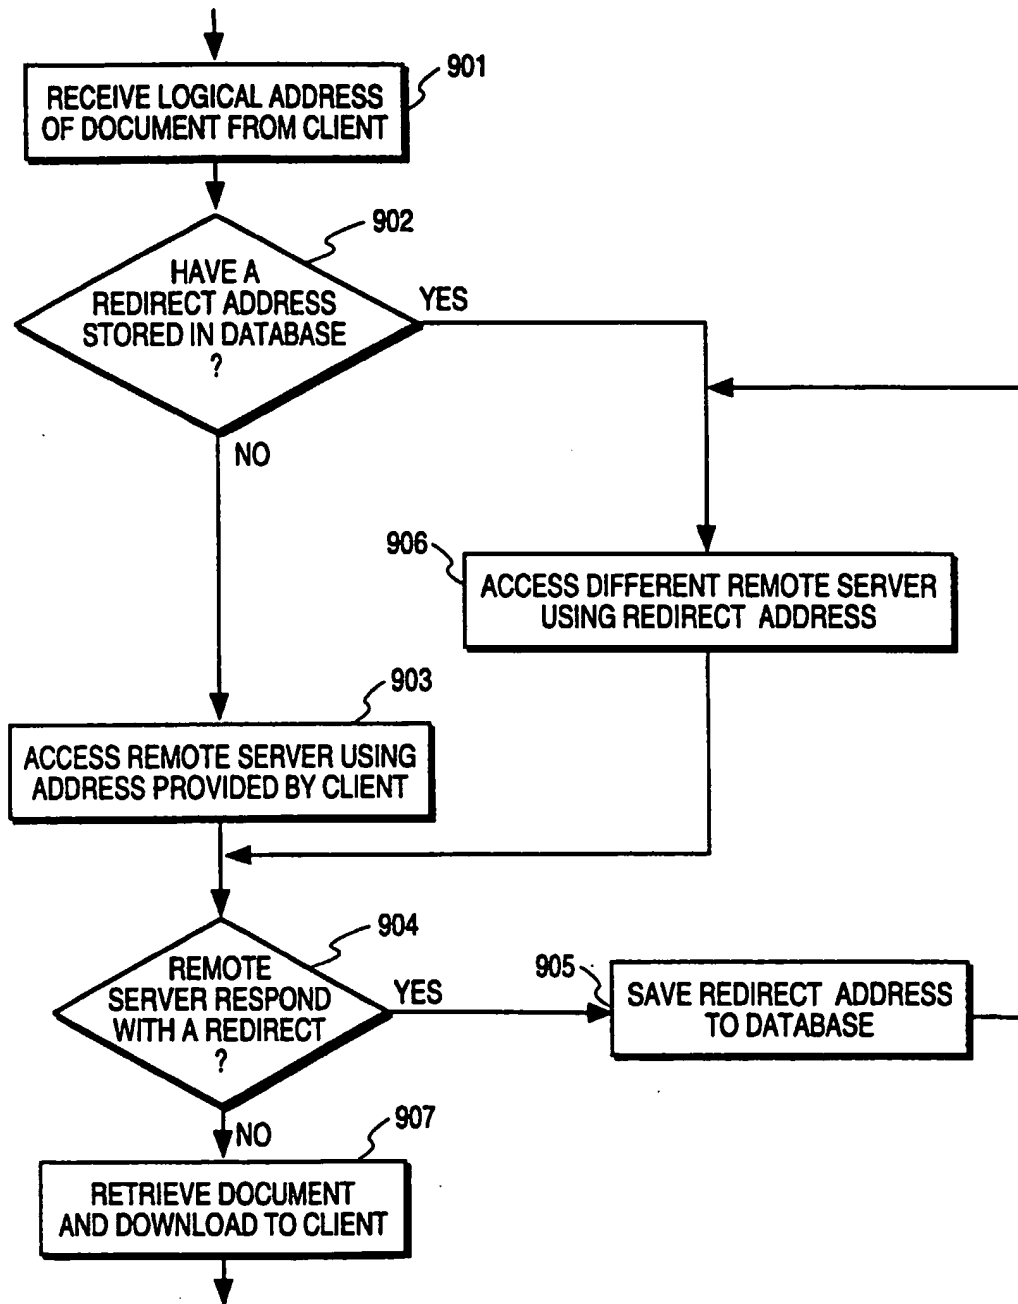 901
RECEIVE LOGICAL ADDRESS
OF DOCUMENT FROM CLIENT
902
HAVE A
REDIRECT ADDRESS
STORED IN DATABASE
?
YES
NO
906
ACCESS DIFFERENT REMOTE SERVER
USING REDIRECT ADDRESS
903
ACCESS REMOTE SERVER USING
ADDRESS PROVIDED BY CLIENT
904
REMOTE
SERVER RESPOND
WITH A REDIRECT
?
YES
905
SAVE REDIRECT ADDRESS
TO DATABASE
NO
907
RETRIEVE DOCUMENT
AND DOWNLOAD TO CLIENT